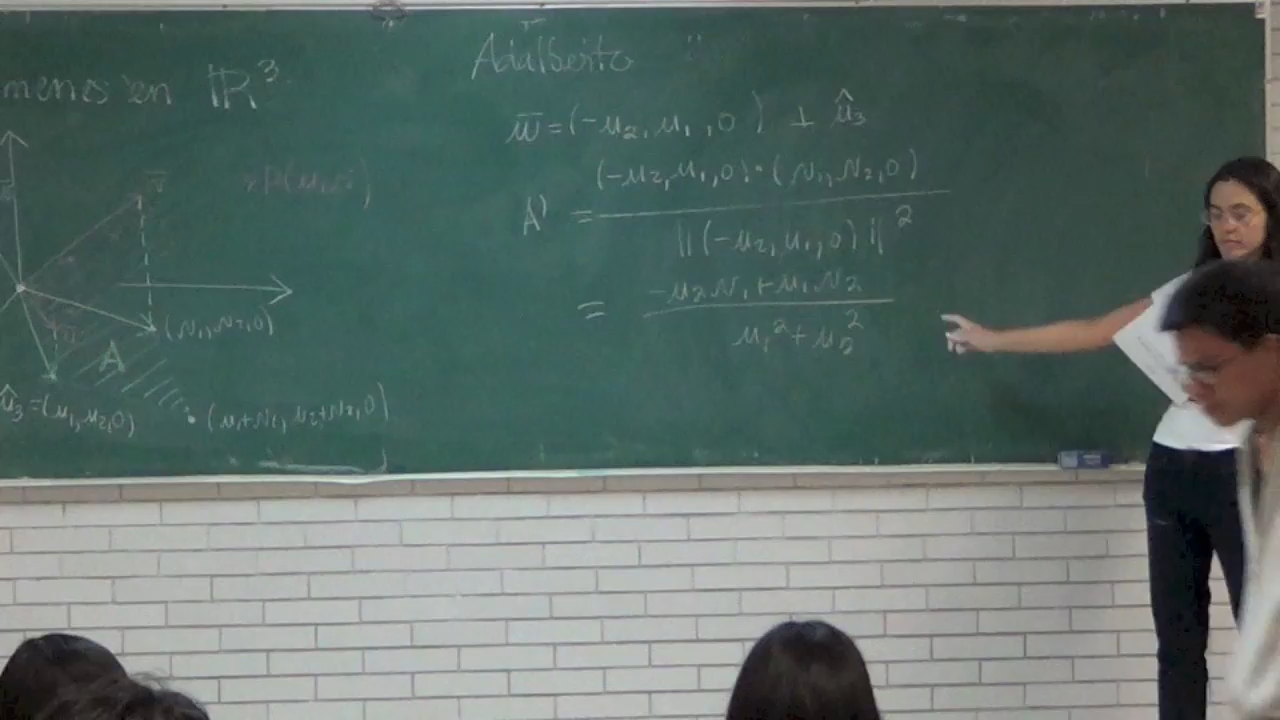 menes en ℝ³
(v₁, v₂, 0)
A
û₃ = (u₁, u₂, 0)
(u₁+v₁, u₂+v₂, 0)
Adalberto
w̄ = (-u₂, u₁, 0) ⊥ û₃
A' = (-u₂, u₁, 0) · (v₁, v₂, 0) / ||(-u₂, u₁, 0)||²
= -u₂v₁ + u₁v₂ / u₁² + u₂²